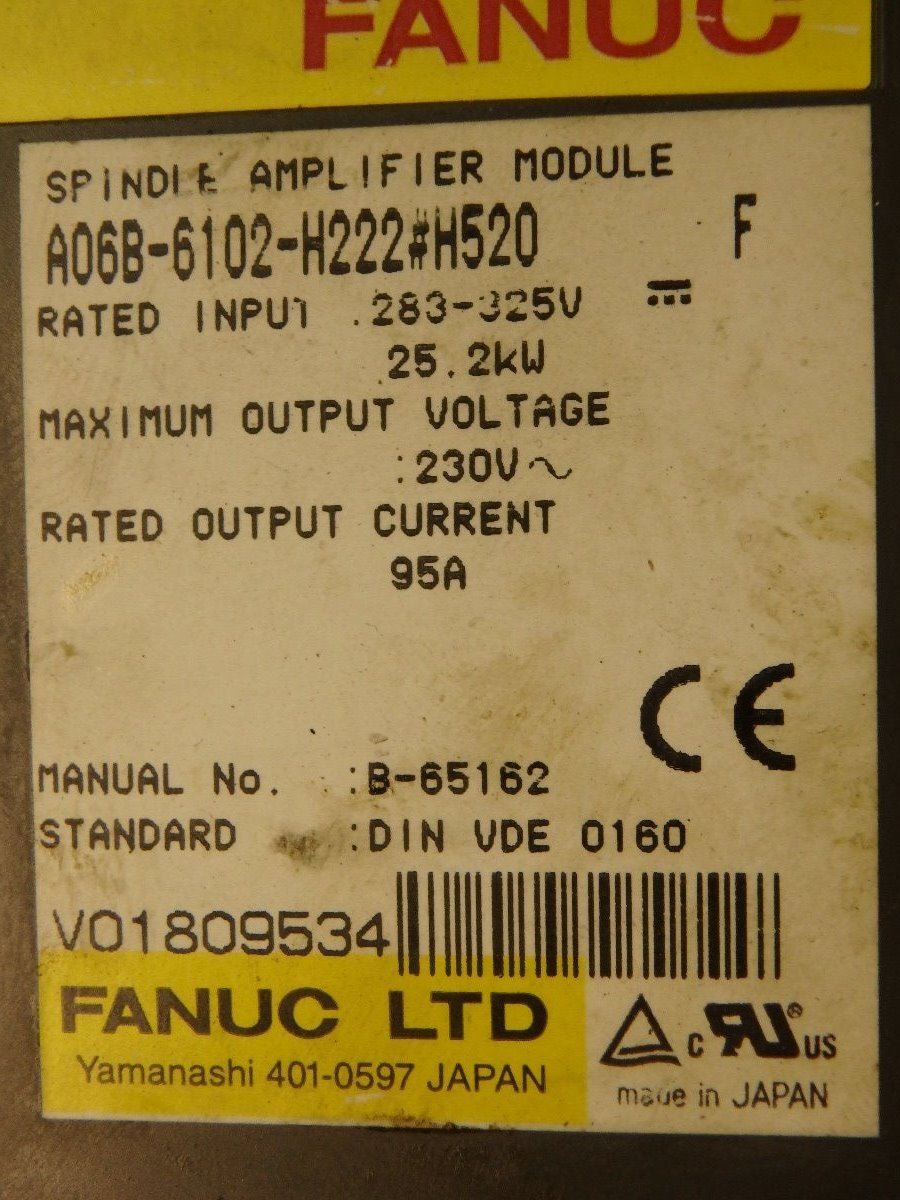 FANUC
SPINDLE AMPLIFIER MODULE
A06B-6102-H222#H520 F
RATED INPUT :283-325V ⎓
25.2kW
MAXIMUM OUTPUT VOLTAGE
:230V~
RATED OUTPUT CURRENT
95A
CE
MANUAL No. :B-65162
STANDARD :DIN VDE 0160
V01809534
FANUC LTD
Yamanashi 401-0597 JAPAN
c RU® US
made in JAPAN